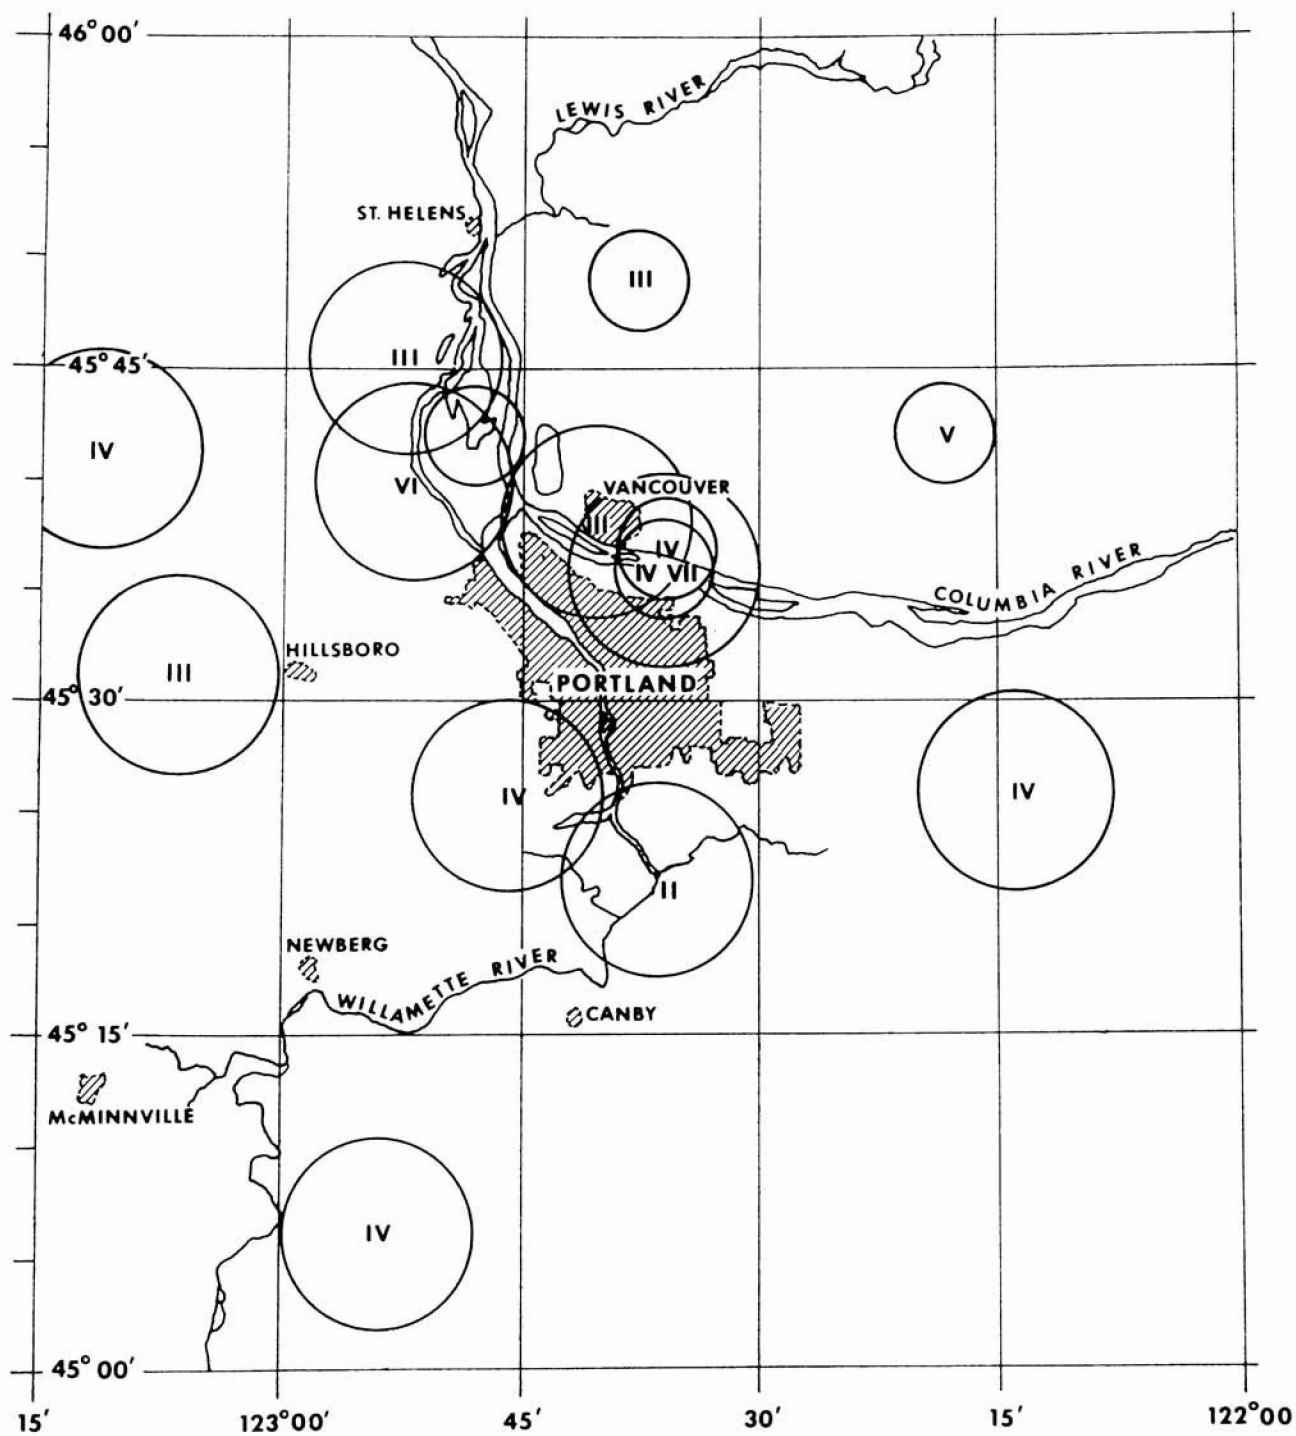 46°00′
LEWIS RIVER
ST. HELENS
III
III
45°45′
IV
V
VI
VANCOUVER
III
IV
IV VII
COLUMBIA RIVER
HILLSBORO
III
45°30′
PORTLAND
IV
IV
II
NEWBERG
WILLAMETTE RIVER
CANBY
45°15′
McMINNVILLE
IV
45°00′
15′ 123°00′ 45′ 30′ 15′ 122°00